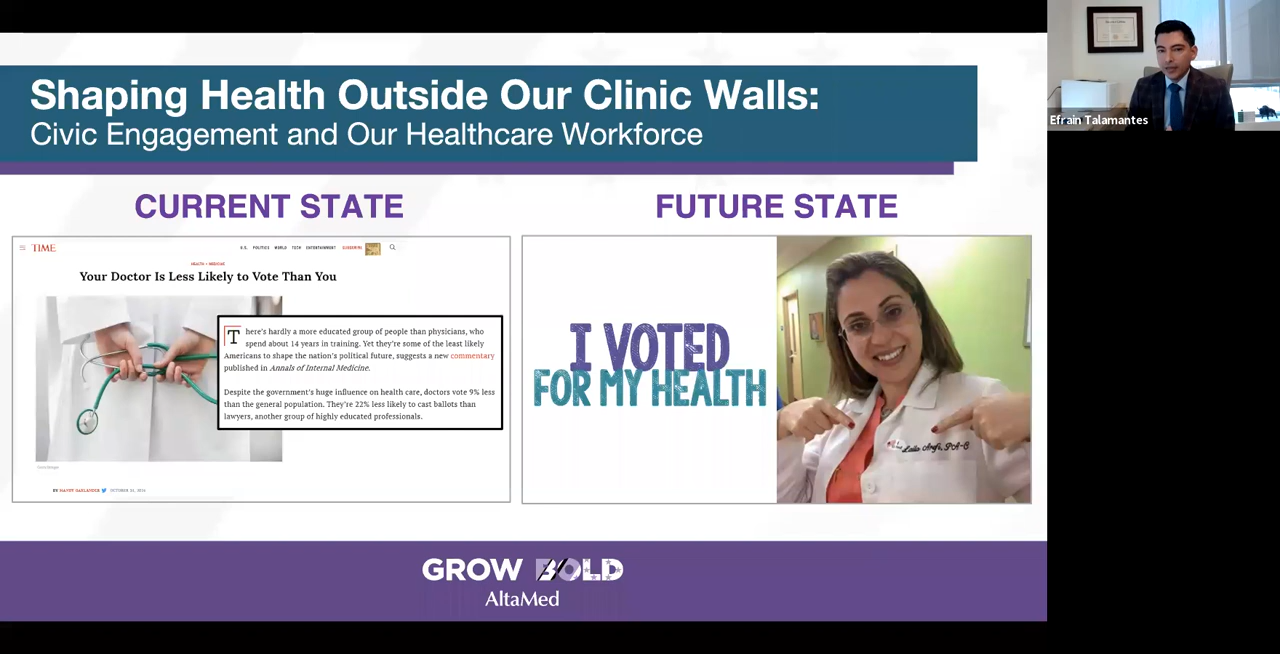 Shaping Health Outside Our Clinic Walls:
Civic Engagement and Our Healthcare Workforce
Efrain Talamantes
CURRENT STATE
FUTURE STATE
TIME
U.S. POLITICS WORLD TECH ENTERTAINMENT SUBSCRIBE
HEALTH • MEDICINE
Your Doctor Is Less Likely to Vote Than You
There's hardly a more educated group of people than physicians, who
spend about 14 years in training. Yet they're some of the least likely
Americans to shape the nation's political future, suggests a new commentary
published in Annals of Internal Medicine.
Despite the government's huge influence on health care, doctors vote 9% less
than the general population. They're 22% less likely to cast ballots than
lawyers, another group of highly educated professionals.
I VOTED
FOR MY HEALTH
PA-C
GROW BOLD
AltaMed